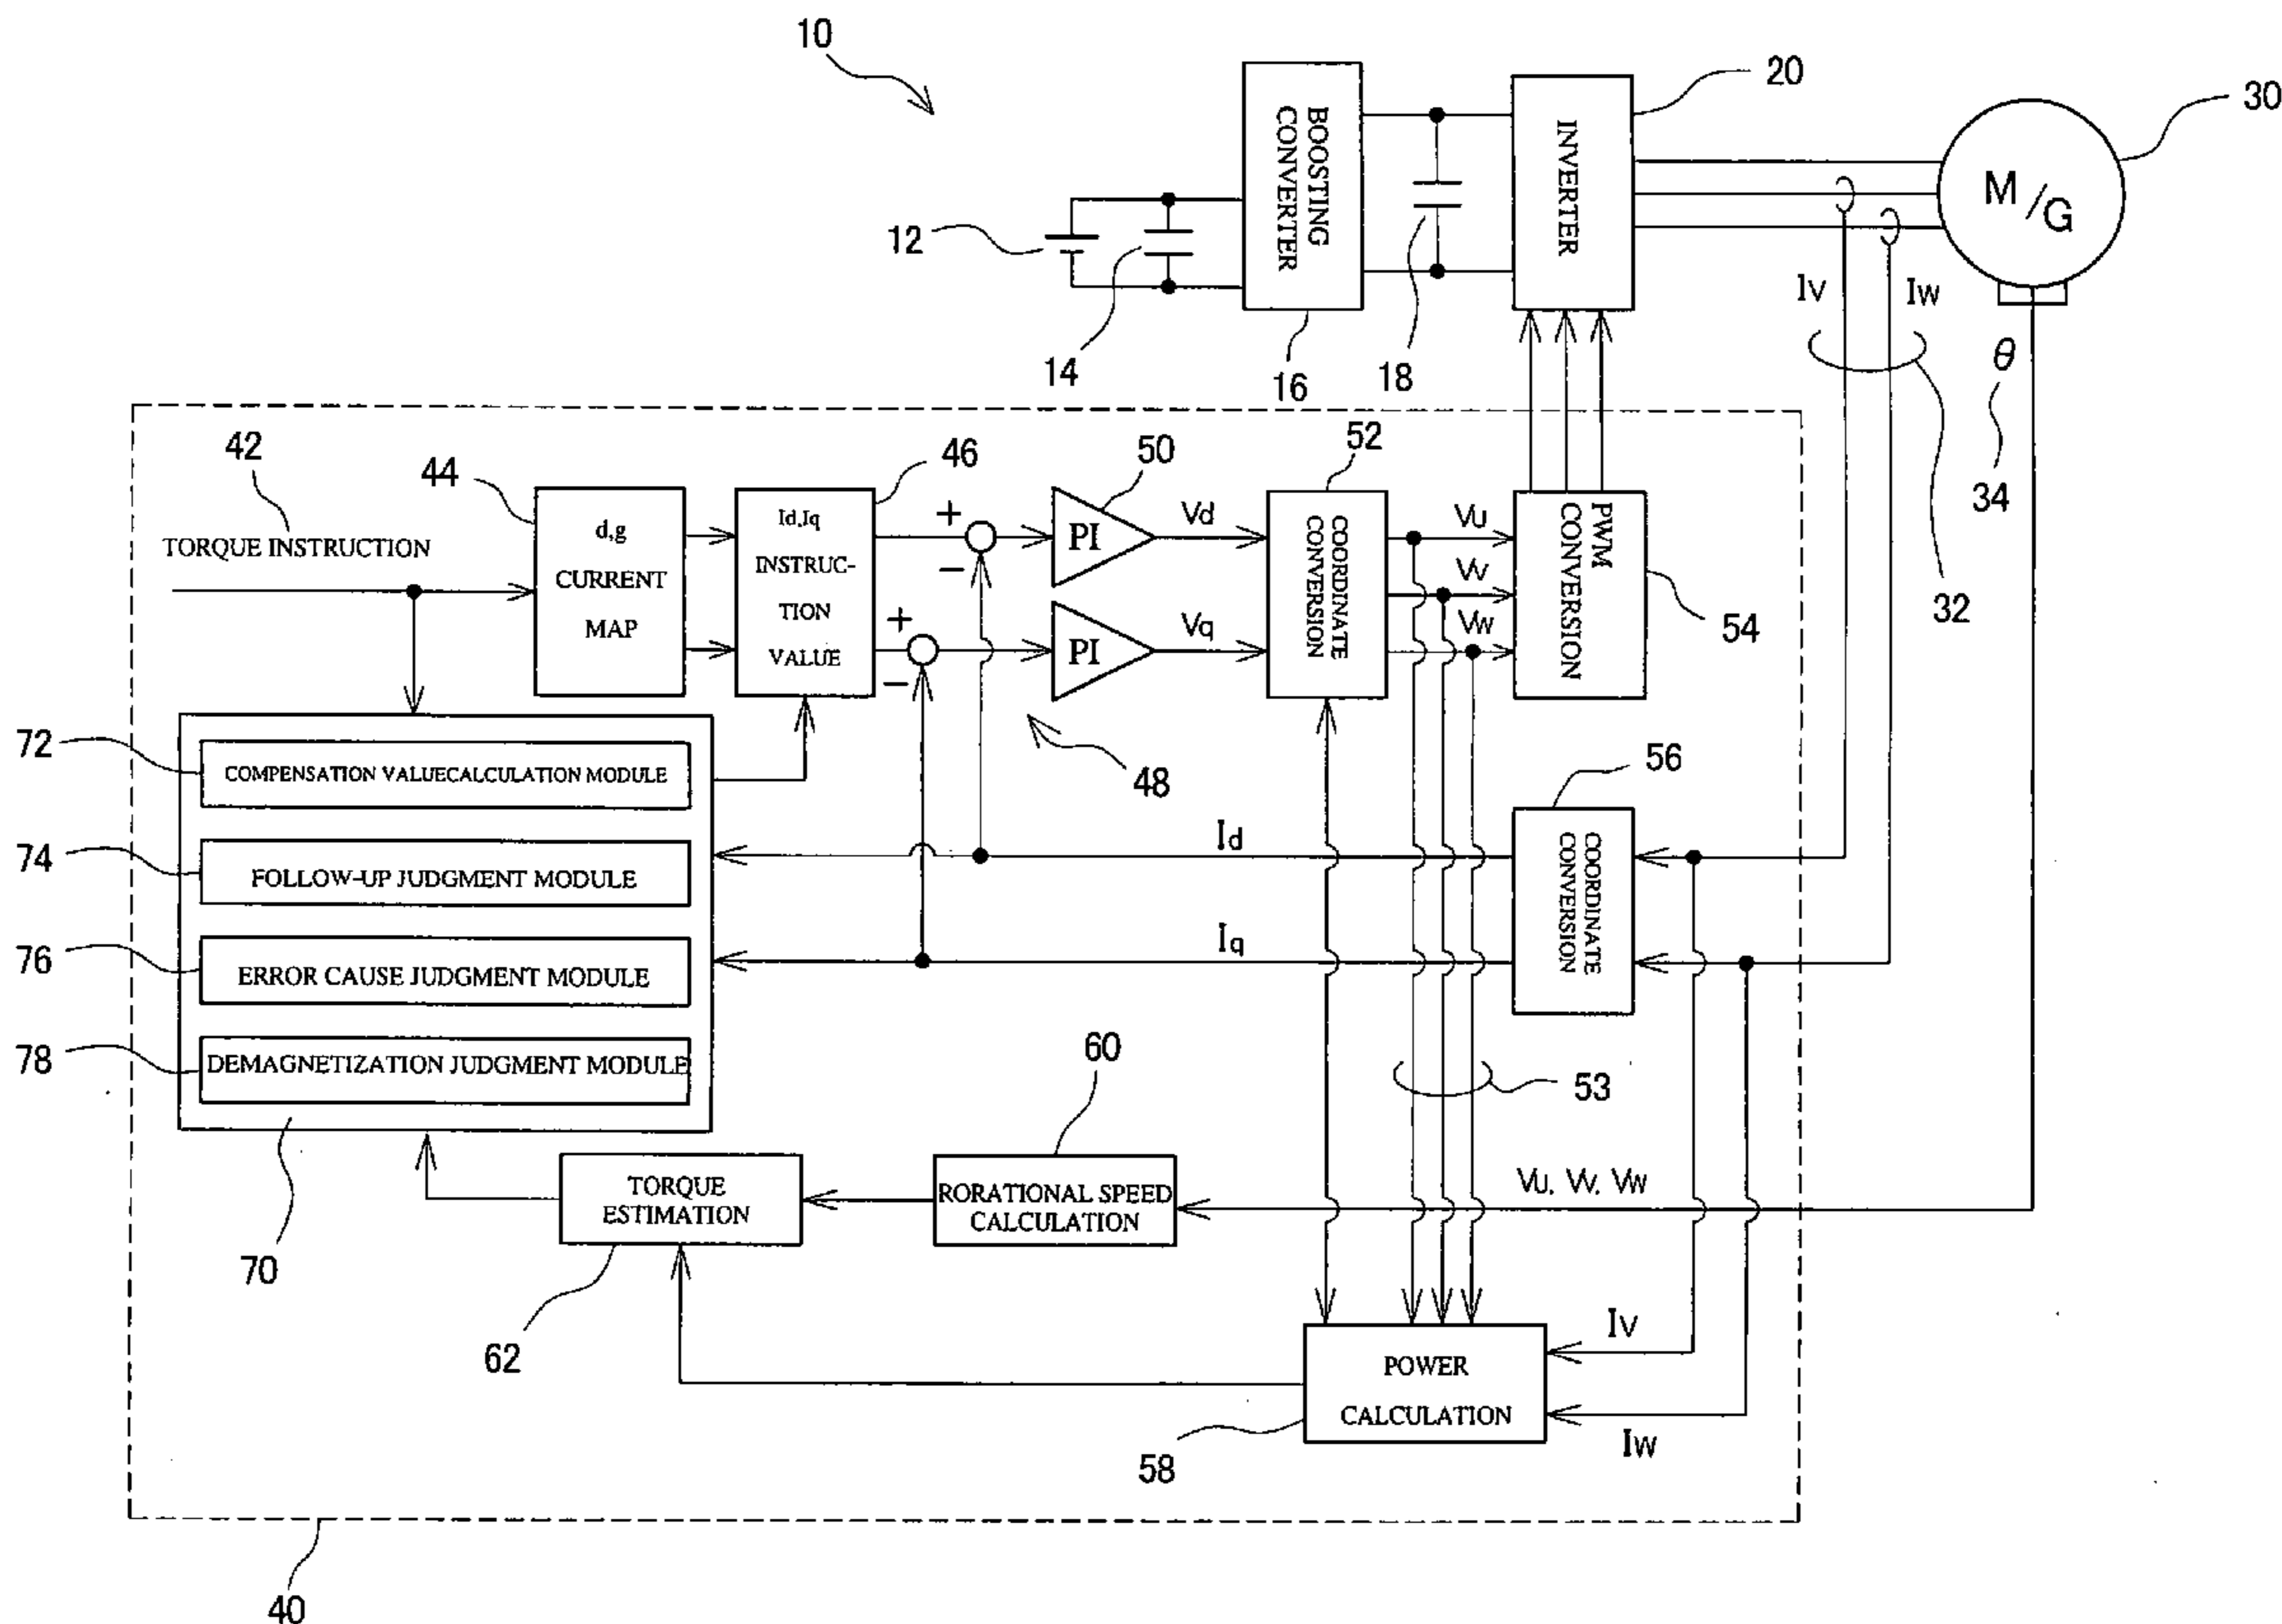 10
BOOSTING
CONVERTER
INVERTER
20
30
M/G
12
14
16
18
Iv
Iw
θ
34
32
42
44
46
50
52
TORQUE INSTRUCTION
d,g
CURRENT
MAP
Id,Iq
INSTRUC-
TION
VALUE
+
−
+
−
PI
PI
Vd
Vq
COORDINATE
CONVERSION
Vu
Vv
Vw
PWM
CONVERSION
54
48
56
72
COMPENSATION VALUECALCULATION MODULE
74
FOLLOW-UP JUDGMENT MODULE
76
ERROR CAUSE JUDGMENT MODULE
78
DEMAGNETIZATION JUDGMENT MODULE
70
Id
Iq
COORDINATE
CONVERSION
53
60
RORATIONAL SPEED
CALCULATION
Vu, Vv, Vw
TORQUE
ESTIMATION
62
POWER
CALCULATION
58
Iv
Iw
40